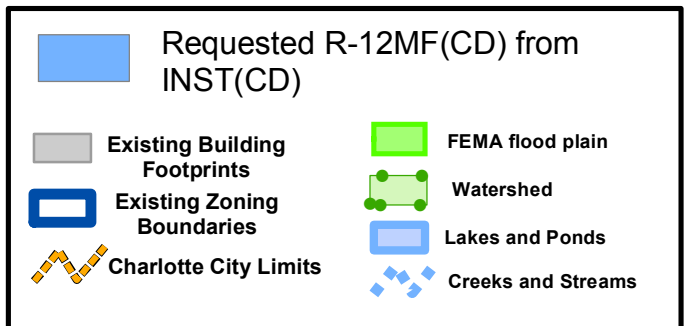 Requested R-12MF(CD) from
INST(CD)
Existing Building
Footprints
Existing Zoning
Boundaries
Charlotte City Limits
FEMA flood plain
Watershed
Lakes and Ponds
Creeks and Streams